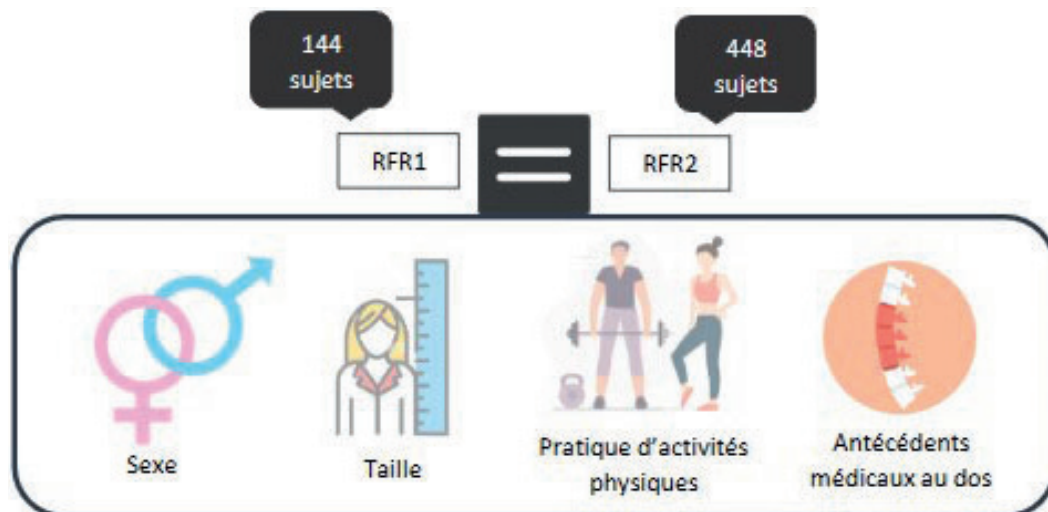 144
sujets
448
sujets
RFR1
RFR2
Sexe
Taille
Pratique d'activités
physiques
Antécédents
médicaux au dos